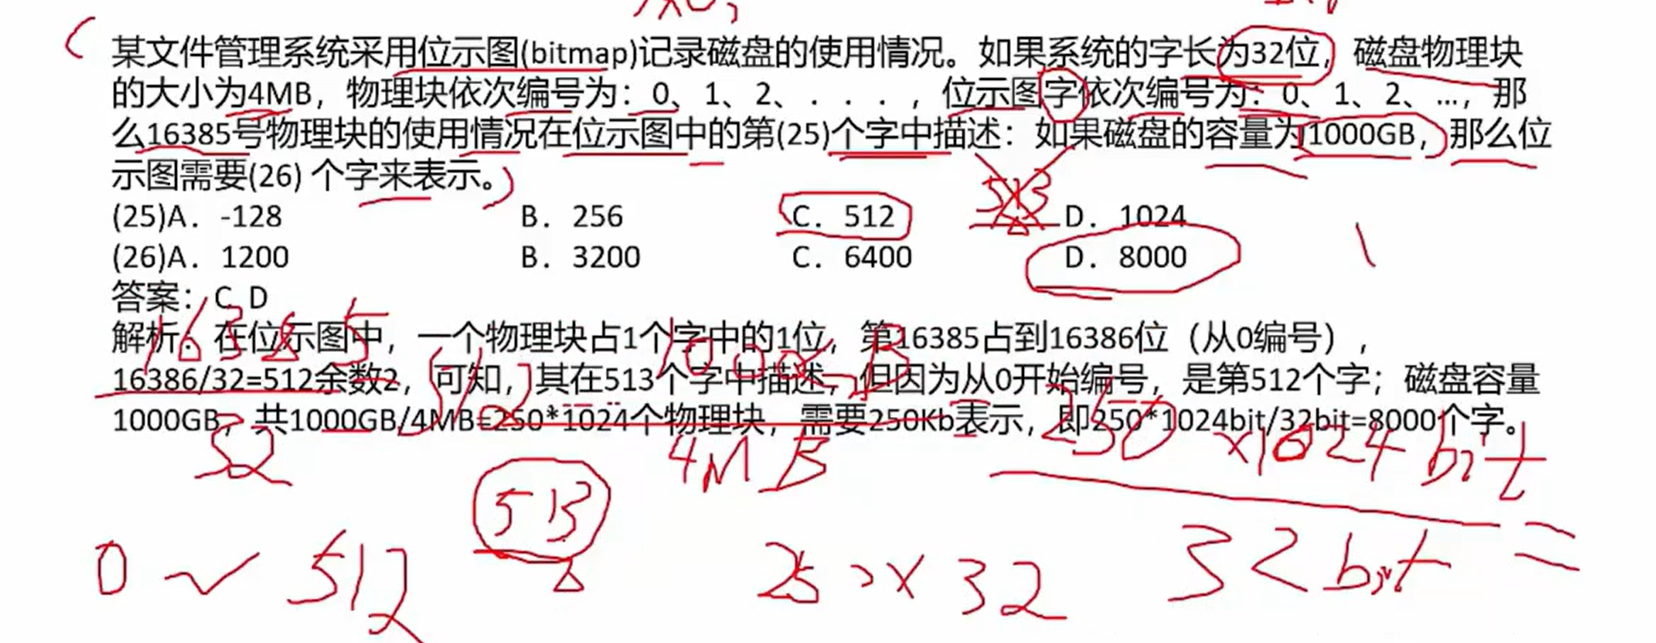 某文件管理系统采用位示图(bitmap)记录磁盘的使用情况。如果系统的字长为32位，磁盘物理块
的大小为4MB，物理块依次编号为：0、1、2、．．．，位示图字依次编号为：0、1、2、…，那
么16385号物理块的使用情况在位示图中的第(25)个字中描述：如果磁盘的容量为1000GB，那么位
示图需要(26) 个字来表示。
513
(25)A．-128 B．256 C．512 D．1024
(26)A．1200 B．3200 C．6400 D．8000
答案：C D
解析：在位示图中，一个物理块占1个字中的1位，第16385占到16386位（从0编号），
16386/32=512余数2，可知，其在513个字中描述，但因为从0开始编号，是第512个字；磁盘容量
1000GB，共1000GB/4MB=250*1024个物理块，需要250Kb表示，即250*1024bit/32bit=8000个字。
16385
32
512
1000GB
4MB
250×1024bit
32bit =
513
0 ~ 512
250×32